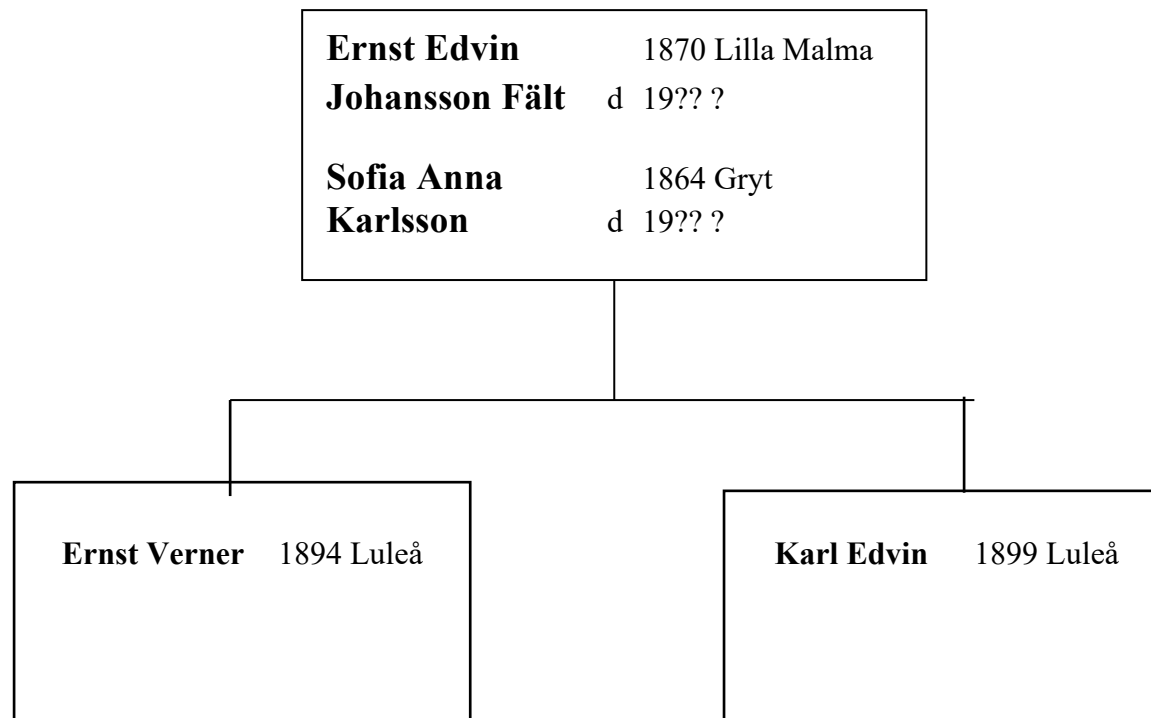 Ernst Edvin 1870 Lilla Malma
Johansson Fält d 19?? ?
Sofia Anna 1864 Gryt
Karlsson d 19?? ?
Ernst Verner 1894 Luleå
Karl Edvin 1899 Luleå